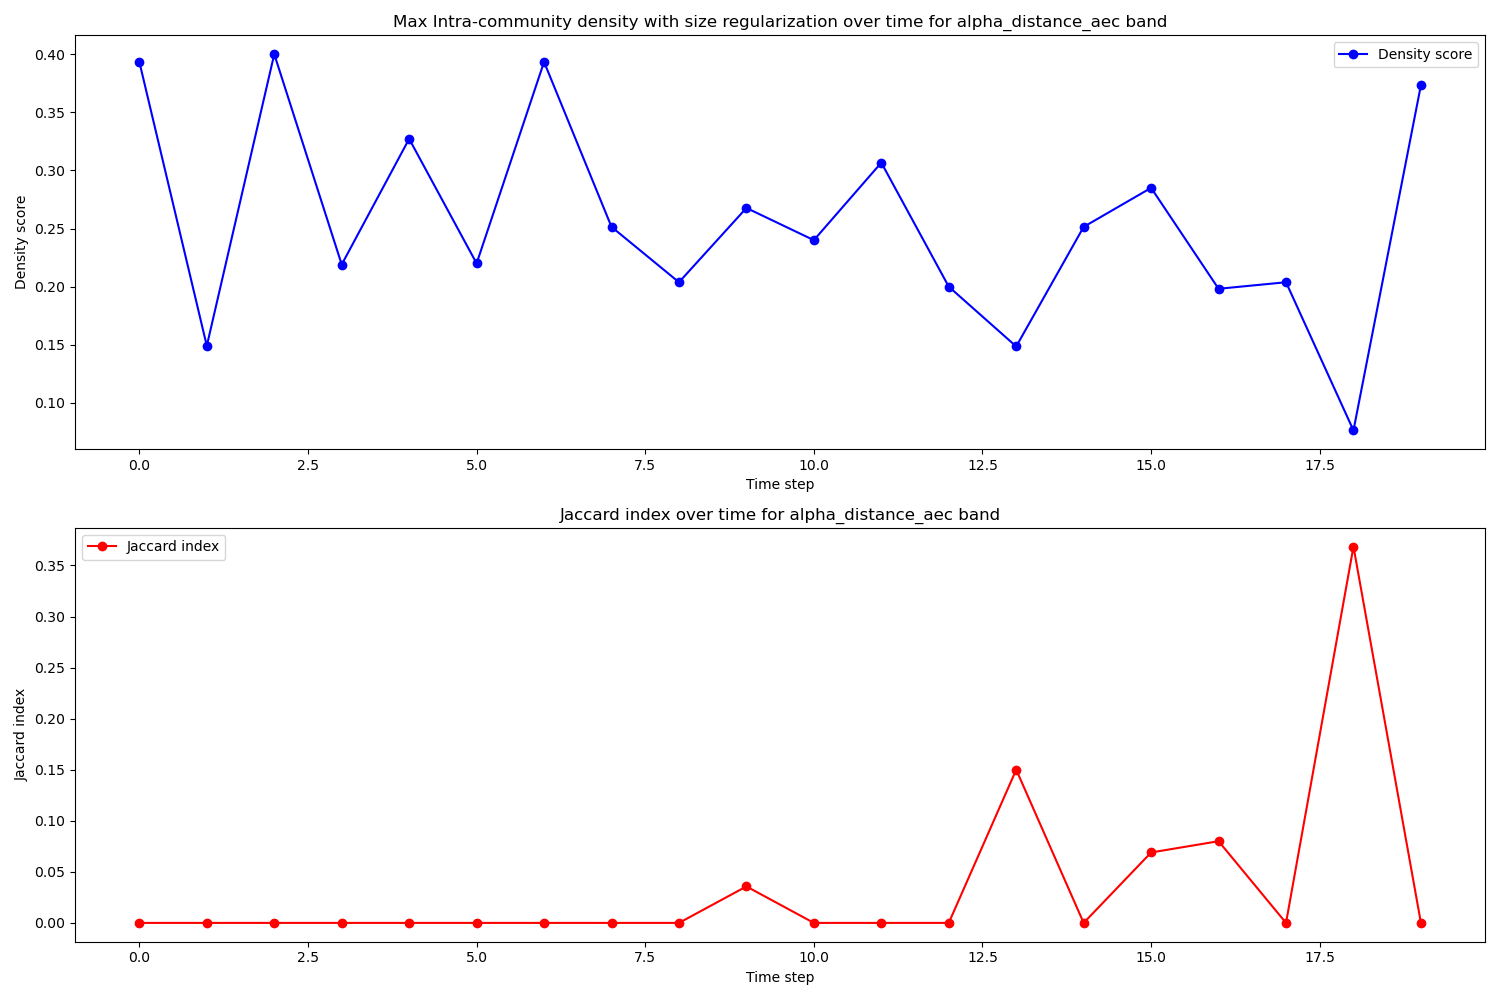 Max Intra-community density with size regularization over time for alpha_distance_aec band
Density score
0.40
0.35
0.30
0.25
0.20
0.15
0.10
Density score
0.0 2.5 5.0 7.5 10.0 12.5 15.0 17.5
Time step
Jaccard index over time for alpha_distance_aec band
Jaccard index
0.35
0.30
0.25
0.20
0.15
0.10
0.05
0.00
Jaccard index
0.0 2.5 5.0 7.5 10.0 12.5 15.0 17.5
Time step